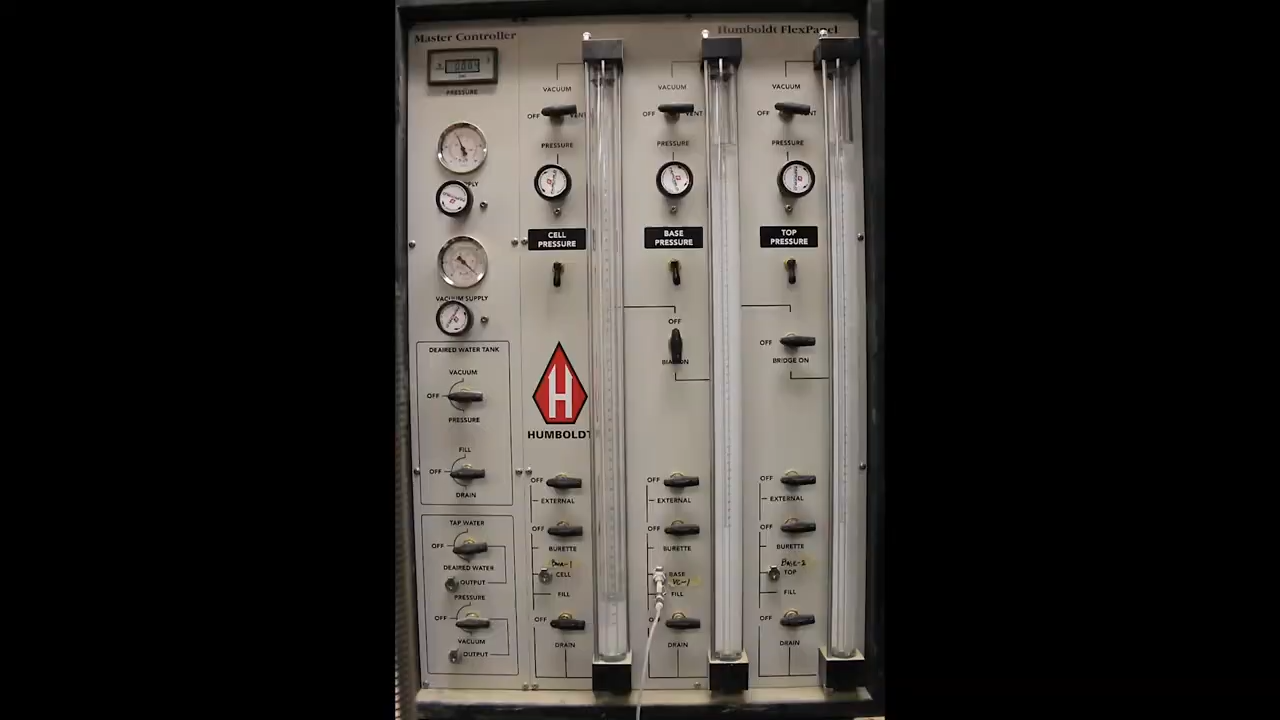 Master Controller
Humboldt FlexPanel
PRESSURE
VACUUM SUPPLY
DEAIRED WATER TANK
VACUUM
OFF
PRESSURE
FILL
OFF
DRAIN
TAP WATER
OFF
DEAIRED WATER
OUTPUT
PRESSURE
OFF
VACUUM
OUTPUT
VACUUM
OFF VENT
PRESSURE
CELL
PRESSURE
H
HUMBOLDT
OFF
EXTERNAL
OFF
BURETTE
CELL
FILL
OFF
DRAIN
VACUUM
OFF VENT
PRESSURE
BASE
PRESSURE
OFF
OFF
EXTERNAL
OFF
BURETTE
BASE
VC-1
FILL
OFF
DRAIN
VACUUM
OFF
PRESSURE
TOP
PRESSURE
OFF
BRIDGE ON
OFF
EXTERNAL
OFF
BURETTE
TOP
FILL
OFF
DRAIN